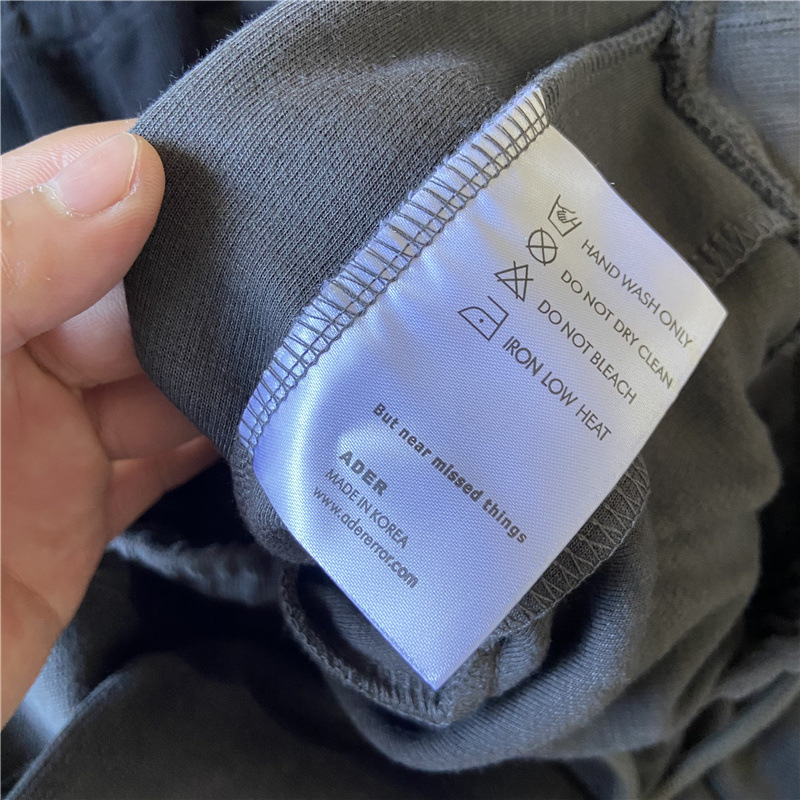 HAND WASH ONLY
DO NOT DRY CLEAN
DO NOT BLEACH
IRON LOW HEAT
But near missed things
ADER
MADE IN KOREA
www.adererror.com